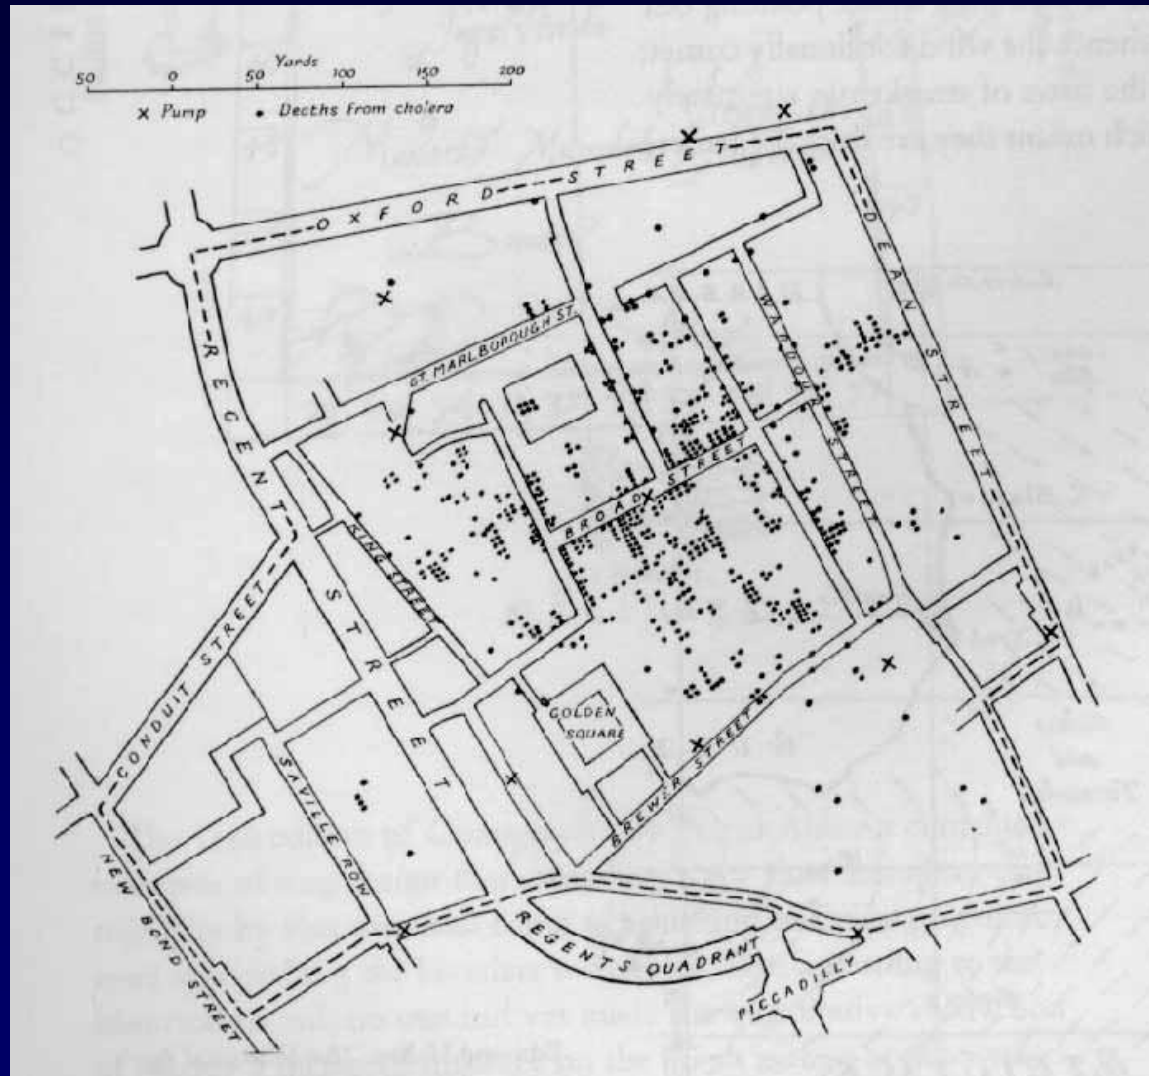 hence
the
Yards
50 0 50 100 150 200
x Pump • Deaths from cholera
OXFORD STREET
DEAN STREET
WARDOUR STREET
GT. MARLBOROUGH ST.
REGENT STREET
BROAD STREET
KING STREET
CONDUIT STREET
GOLDEN
SQUARE
BREWER STREET
SAVILLE ROW
NEW BOND STREET
REGENTS QUADRANT
PICCADILLY